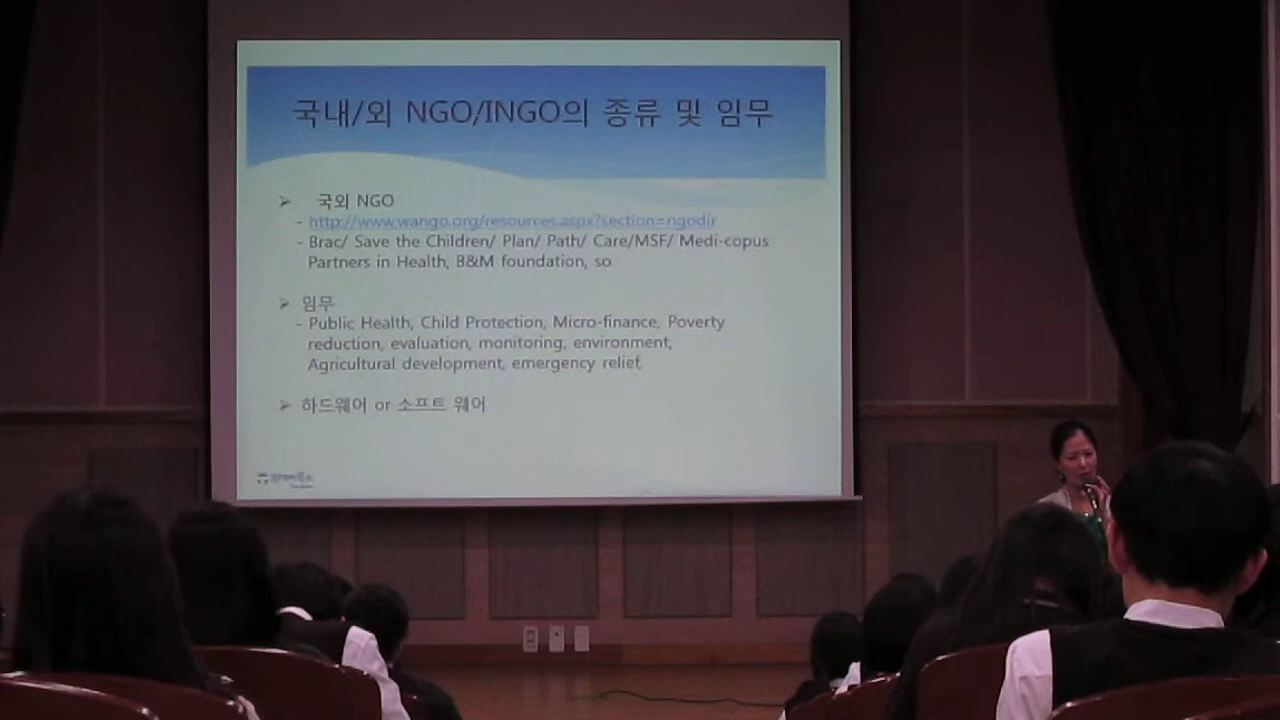 국내/외 NGO/INGO의 종류 및 임무
➢ 국외 NGO
- http://www.wango.org/resources.aspx?section=ngodir
- Brac/ Save the Children/ Plan/ Path/ Care/MSF/ Medi-copus
Partners in Health, B&M foundation, so
➢ 임무
- Public Health, Child Protection, Micro-finance, Poverty
reduction, evaluation, monitoring, environment,
Agricultural development, emergency relief,
➢ 하드웨어 or 소프트 웨어